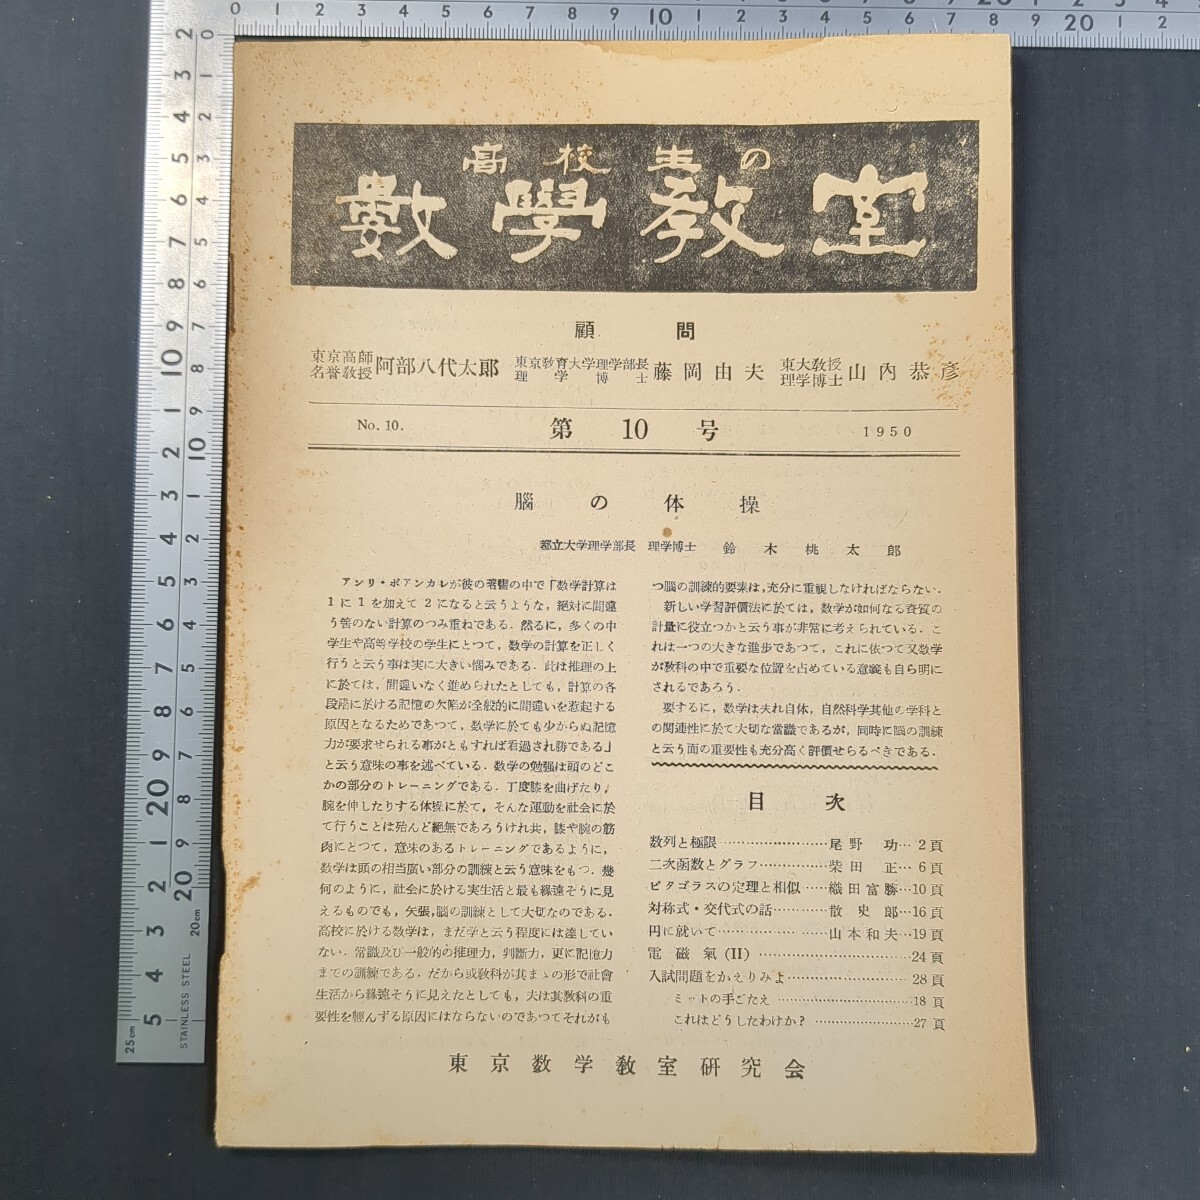 高校生の
數學教室
顧問
東京高師
名誉教授
阿部八代太郎
東京教育大学理学部長
理学博士
藤岡由夫
東大教授
理学博士
山内恭彦
No. 10.
第 10 号
1950
脳の体操
都立大学理学部長 理学博士 鈴木桃太郎
アンリ・ポアンカレが彼の著書の中で「数学計算は
1に1を加えて2になると云うような，絶対に間違
う筈のない計算のつみ重ねである．然るに，多くの中
学生や高等学校の学生にとつて，数学の計算を正しく
行うと云う事は実に大きい悩みである．此は推理の上
に於ては，間違いなく進められたとしても，計算の各
段階に於ける記憶の欠陥が全般的に間違いを惹起する
原因となるためであつて，数学に於ても少からぬ記憶
力が要求せられる事がともすれば看過され勝である」
と云う意味の事を述べている．数学の勉強は頭のどこ
かの部分のトレーニングである．丁度膝を曲げたり，
腕を伸したりする体操に於て，そんな運動を社会に於
て行うことは殆んど絶無であろうけれ共，膝や腕の筋
肉にとつて，意味のあるトレーニングであるように，
数学は頭の相当廣い部分の訓練と云う意味をもつ．幾
何のように，社会に於ける実生活と最も縁遠そうに見
えるものでも，矢張，脳の訓練として大切なのである．
高校に於ける数学は，まだ学と云う程度には達してい
ない．常識及び一般的の推理力，判断力，更に記憶力
までの訓練である．だから或教科が其まゝの形で社會
生活から縁遠そうに見えたとしても，夫は其教科の重
要性を軽んずる原因にはならないのであつてそれがも
つ脳の訓練的要素は，充分に重視しなければならない．
新しい学習評價法に於ては，数学が如何なる資質の
計量に役立つかと云う事が非常に考えられている．こ
れは一つの大きな進歩であつて，これに依つて又数学
が教科の中で重要な位置を占めている意義も自ら明に
されるであろう．
要するに，数学は夫れ自体，自然科学其他の学科と
の関連性に於て大切な常識であるが，同時に脳の訓練
と云う面の重要性も充分高く評價せらるべきである．
目次
数列と極限……………………尾野 功… 2頁
二次函数とグラフ……………柴田 正… 6頁
ピタゴラスの定理と相似……織田富勝…10頁
対称式・交代式の話…………散史郎…16頁
円に就いて……………………山本和夫…19頁
電磁氣(II)……………………………24頁
入試問題をかえりみよ………………………28頁
ミットの手ごたえ…………………………18頁
これはどうしたわけか？…………………27頁
東京数学教室研究会
STAINLESS STEEL
25cm
20cm